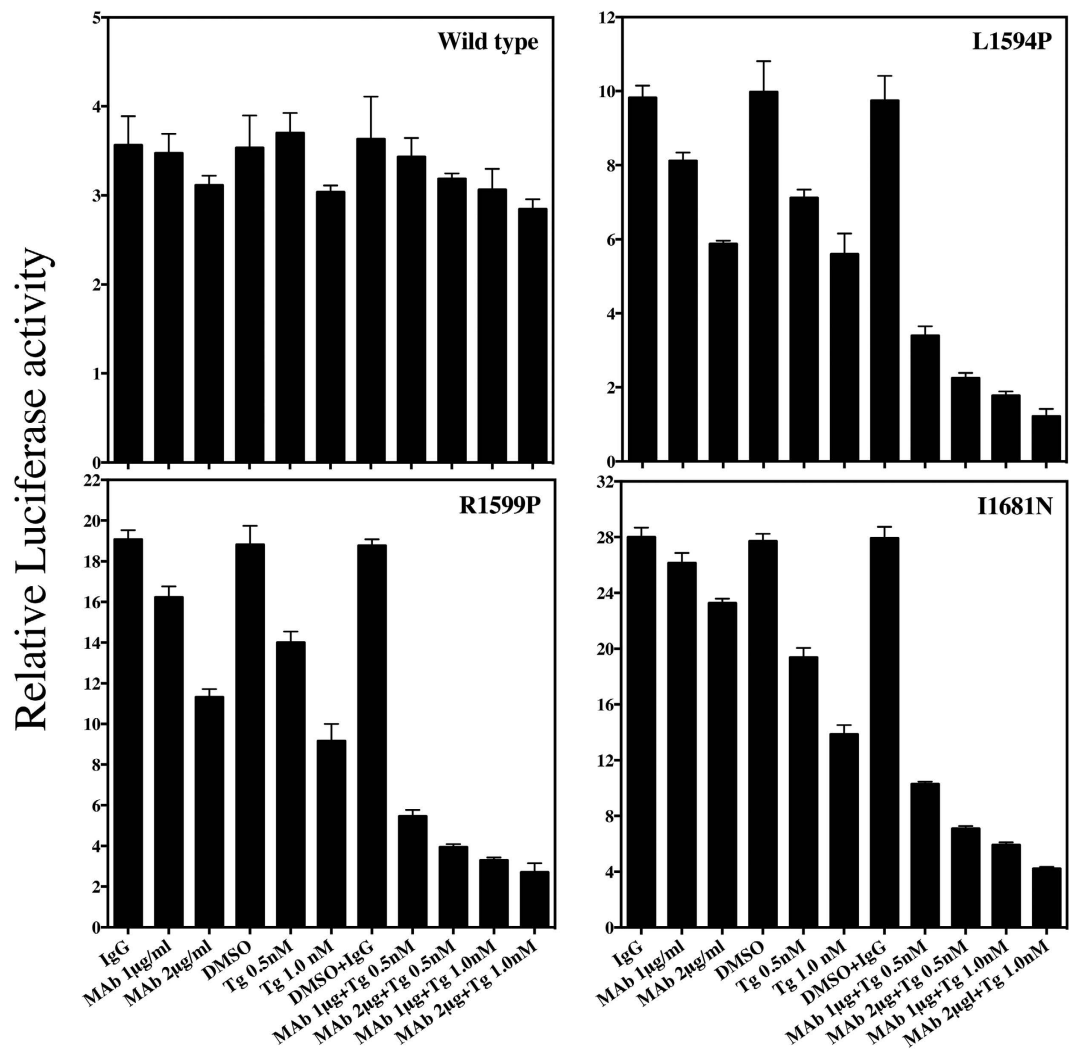 Relative Luciferase activity
Wild type
5
4
3
2
1
0
L1594P
12
10
8
6
4
2
0
R1599P
22
20
18
16
14
12
10
8
6
4
2
0
IgG
MAb 1µg/ml
MAb 2µg/ml
DMSO
Tg 0.5nM
Tg 1.0 nM
DMSO+IgG
MAb 1µg+Tg 0.5nM
MAb 2µg+Tg 0.5nM
MAb 1µg+Tg 1.0nM
MAb 2µg+Tg 1.0nM
I1681N
32
28
24
20
16
12
8
4
0
IgG
MAb 1µg/ml
MAb 2µg/ml
DMSO
Tg 0.5nM
Tg 1.0 nM
DMSO+IgG
MAb 1µg+Tg 0.5nM
MAb 2µg+Tg 0.5nM
MAb 1µg+Tg 1.0nM
MAb 2µgl+Tg 1.0nM